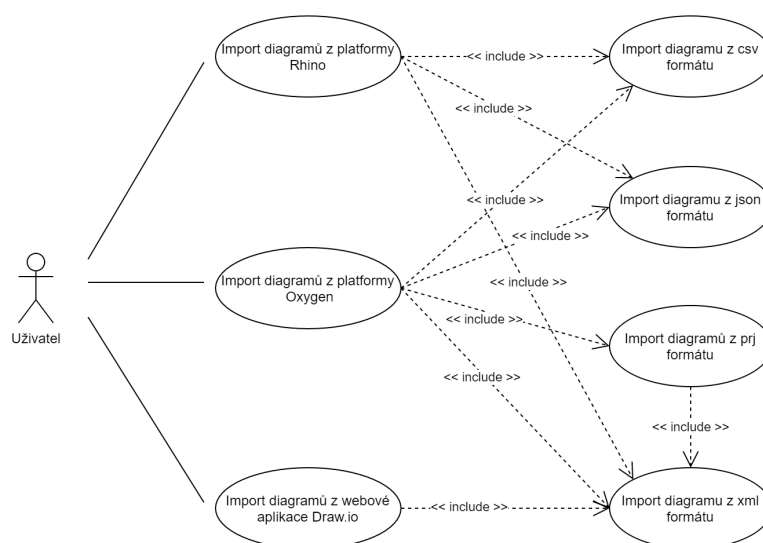 Import diagramů z platformy
Rhino
<< include >>
Import diagramu z csv
formátu
<< include >>
<< include >>
Import diagramu z json
formátu
<< include >>
Import diagramů z platformy
Oxygen
<< include >>
<< include >>
Import diagramů z prj
formátu
Uživatel
<< include >>
<< include >>
Import diagramů z webové
aplikace Draw.io
<< include >>
Import diagramu z xml
formátu